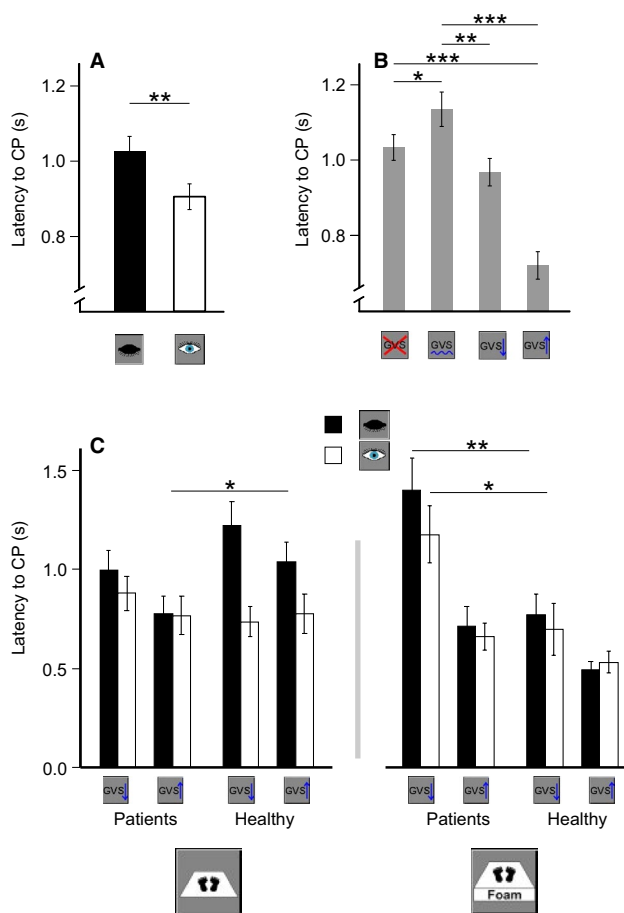 A
Latency to CP (s)
1.2
1.0
0.8
**
B
Latency to CP (s)
1.2
1.0
0.8
***
**
***
*
GVS GVS GVS↓ GVS↑
C
Latency to CP (s)
1.5
1.0
0.5
0.0
*
**
*
GVS↓ GVS↑ GVS↓ GVS↑
Patients Healthy
GVS↓ GVS↑ GVS↓ GVS↑
Patients Healthy
Foam